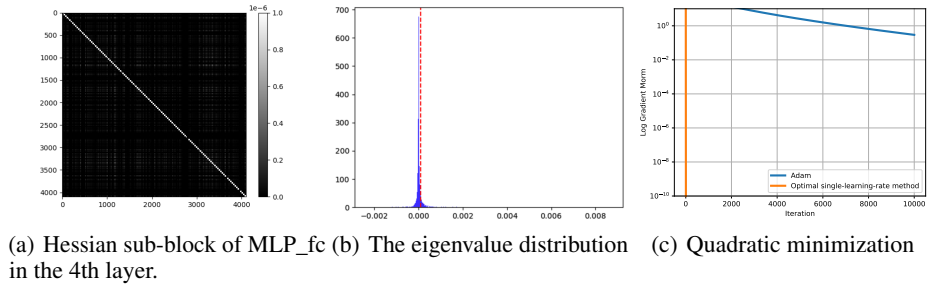 1e-6
0
500
1000
1500
2000
2500
3000
3500
4000
0 1000 2000 3000 4000
1.0
0.8
0.6
0.4
0.2
0.0
700
600
500
400
300
200
100
0
−0.002 0.000 0.002 0.004 0.006 0.008
Log Gradient Morm
10^0
10^−2
10^−4
10^−6
10^−8
10^−10
Adam
Optimal single-learning-rate method
0 2000 4000 6000 8000 10000
Iteration
(a) Hessian sub-block of MLP_fc
in the 4th layer.
(b) The eigenvalue distribution
(c) Quadratic minimization